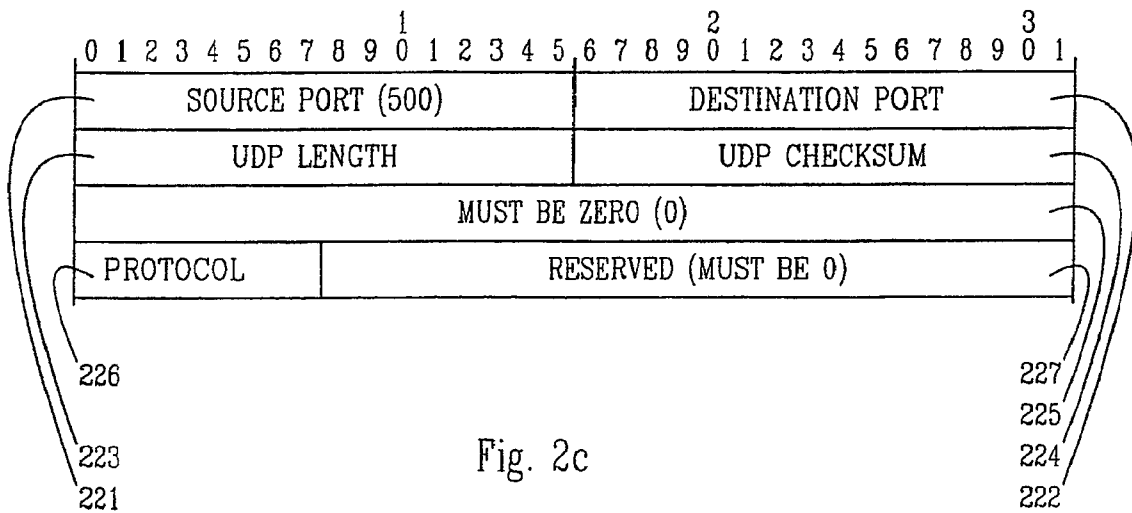 1 2 3
0 1 2 3 4 5 6 7 8 9 0 1 2 3 4 5 6 7 8 9 0 1 2 3 4 5 6 7 8 9 0 1
SOURCE PORT (500) DESTINATION PORT
UDP LENGTH UDP CHECKSUM
MUST BE ZERO (0)
PROTOCOL RESERVED (MUST BE 0)
226 227
225
223 Fig. 2c 224
221 222